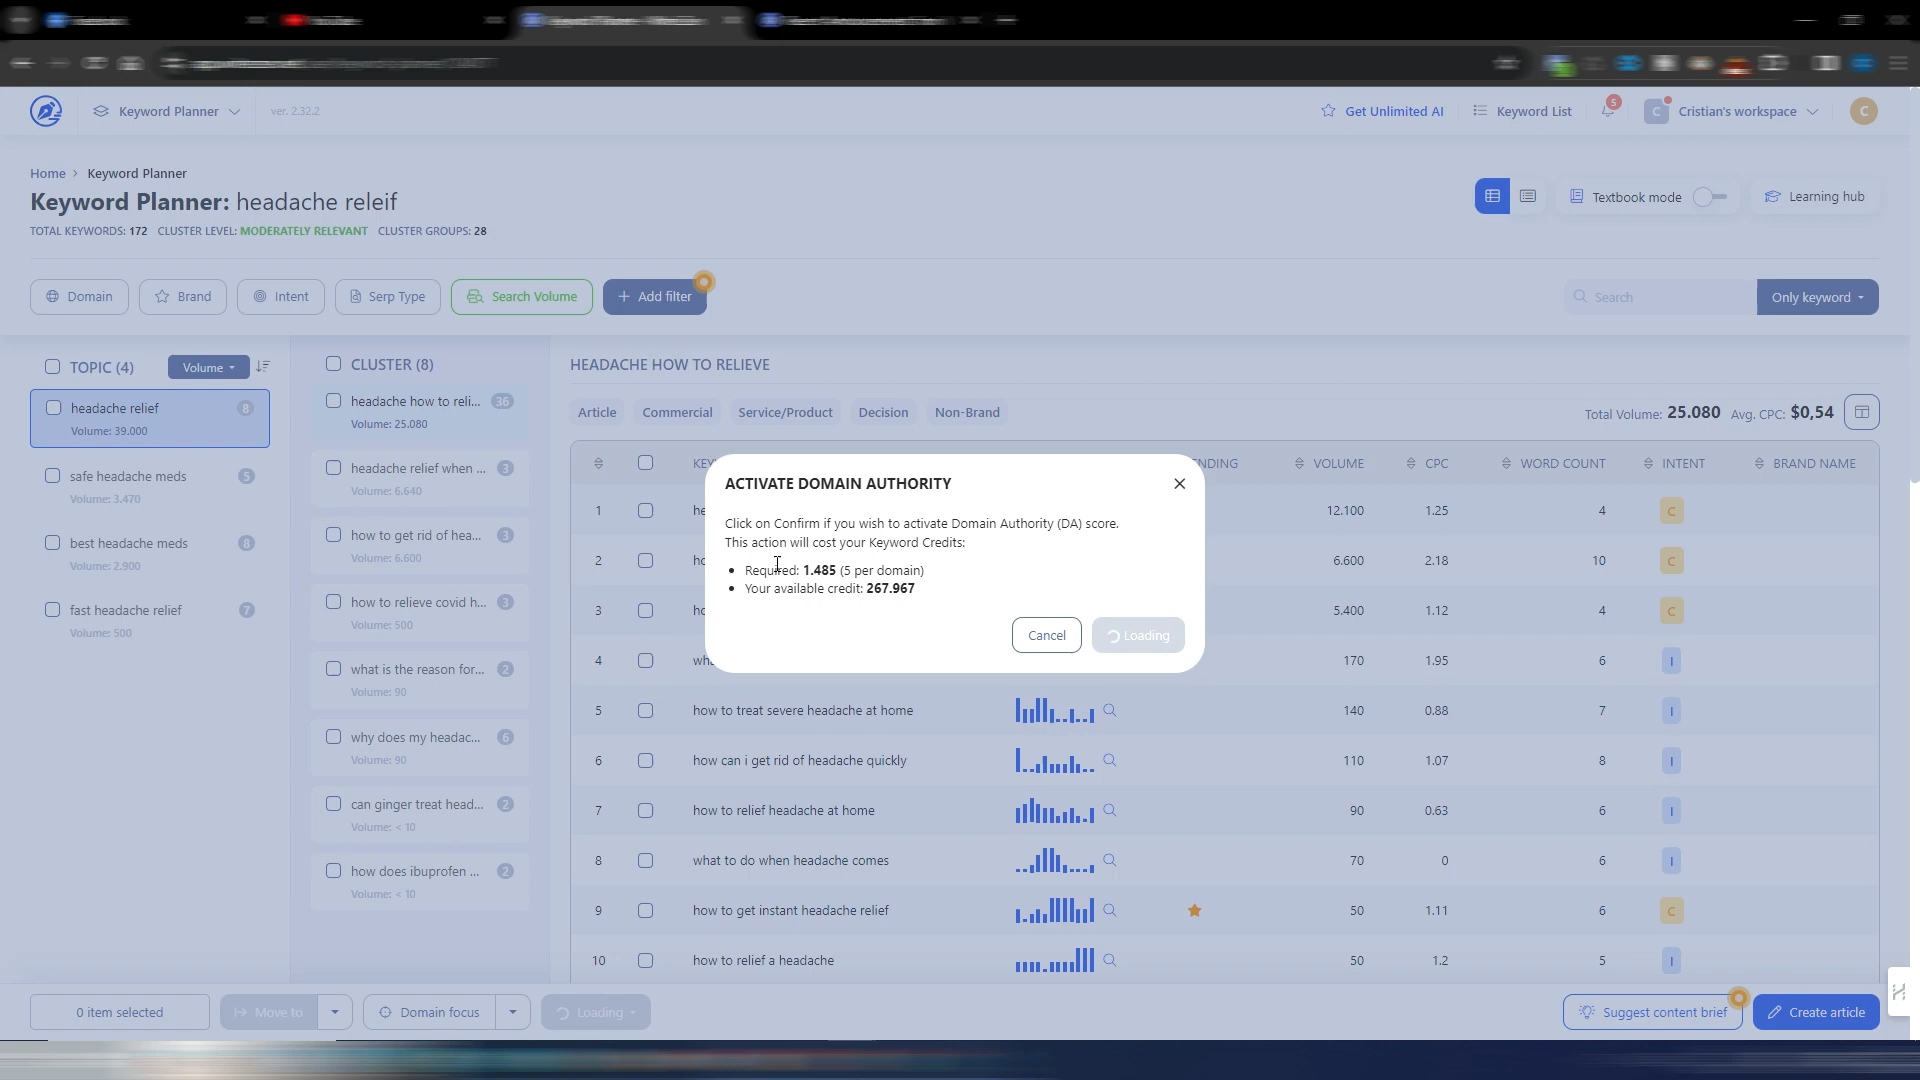 Keyword Planner
ver. 2.32.2
Get Unlimited AI
Keyword List
5
C
Cristian's workspace
C
Home > Keyword Planner
Keyword Planner: headache releif
TOTAL KEYWORDS: 172 CLUSTER LEVEL: MODERATELY RELEVANT CLUSTER GROUPS: 28
Textbook mode
Learning hub
Domain
Brand
Intent
Serp Type
Search Volume
+ Add filter
Search
Only keyword
TOPIC (4)
Volume
headache relief 8
Volume: 39.000
safe headache meds 5
Volume: 3.470
best headache meds 8
Volume: 2.900
fast headache relief 7
Volume: 500
CLUSTER (8)
headache how to reli... 36
Volume: 25.080
headache relief when ... 3
Volume: 6.640
how to get rid of hea... 3
Volume: 6.600
how to relieve covid h... 3
Volume: 500
what is the reason for... 2
Volume: 90
why does my headac... 6
Volume: 90
can ginger treat head... 2
Volume: < 10
how does ibuprofen ... 2
Volume: < 10
HEADACHE HOW TO RELIEVE
Article
Commercial
Service/Product
Decision
Non-Brand
Total Volume: 25.080 Avg. CPC: $0,54
KEY
NDING
VOLUME
CPC
WORD COUNT
INTENT
BRAND NAME
1 he 12.100 1.25 4 C
2 ho 6.600 2.18 10 C
3 ho 5.400 1.12 4 C
4 wha 170 1.95 6 I
5 how to treat severe headache at home 140 0.88 7 I
6 how can i get rid of headache quickly 110 1.07 8 I
7 how to relief headache at home 90 0.63 6 I
8 what to do when headache comes 70 0 6 I
9 how to get instant headache relief 50 1.11 6 C
10 how to relief a headache 50 1.2 5 I
ACTIVATE DOMAIN AUTHORITY
Click on Confirm if you wish to activate Domain Authority (DA) score.
This action will cost your Keyword Credits:
• Required: 1.485 (5 per domain)
• Your available credit: 267.967
Cancel
Loading
0 item selected
Move to
Domain focus
Loading
Suggest content brief
Create article